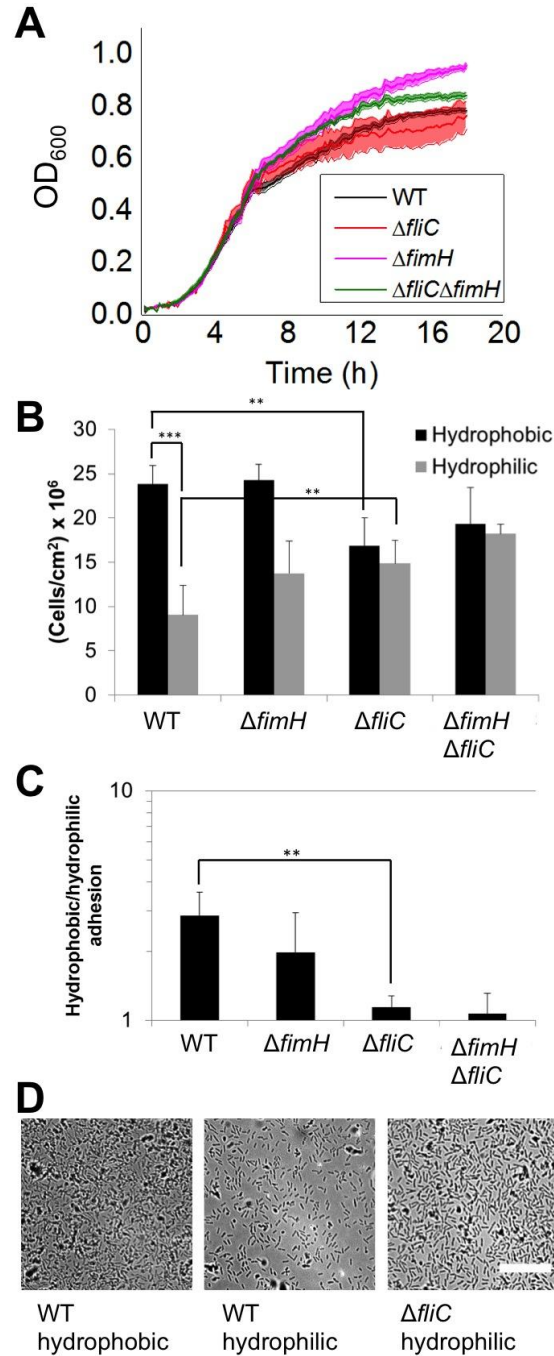 A
1.0
0.8
0.6
0.4
0.2
0.0
OD600
WT
ΔfliC
ΔfimH
ΔfliCΔfimH
0 4 8 12 16 20
Time (h)
B
30
25
20
15
10
5
0
(Cells/cm²) x 10⁶
**
***
**
Hydrophobic
Hydrophilic
WT ΔfimH ΔfliC ΔfimH
ΔfliC
C
10
1
Hydrophobic/hydrophilic
adhesion
**
WT ΔfimH ΔfliC ΔfimH
ΔfliC
D
WT
hydrophobic
WT
hydrophilic
ΔfliC
hydrophilic